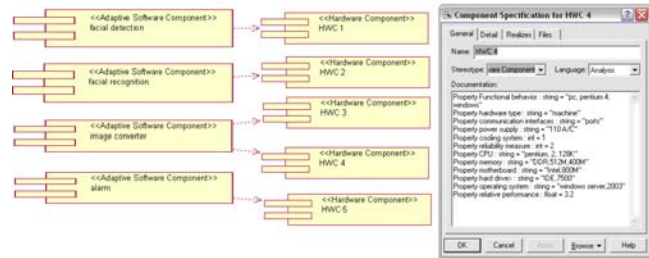 <<Adaptive Software Component>>
facial detection
<<Adaptive Software Component>>
facial recognition
<<Adaptive Software Component>>
image converter
<<Adaptive Software Component>>
alarm
<<Hardware Component>>
HWC 1
<<Hardware Component>>
HWC 2
<<Hardware Component>>
HWC 3
<<Hardware Component>>
HWC 4
<<Hardware Component>>
HWC 5
Component Specification for HWC 4
General Detail Realizes Files
Name: HWC 4
Stereotype: are Component Language: Analysis
Documentation:
Property Functional behavior : string = "pc, pentium 4,
windows"
Property hardware type : string = "machine"
Property communication interfaces : string = "ports"
Property power supply : string = "110 A/C"
Property cooling system : int = 1
Property reliability measure : int = 2
Property CPU : string = "pentium, 2, 128K"
Property memory : string = "DDR,512M,400M"
Property motherboard : string = "Intel,800M"
Property hard driver : string = "IDE,7500"
Property operating system : string = "windows server,2003"
Property relative performance : float = 3.2
OK Cancel Apply Browse Help